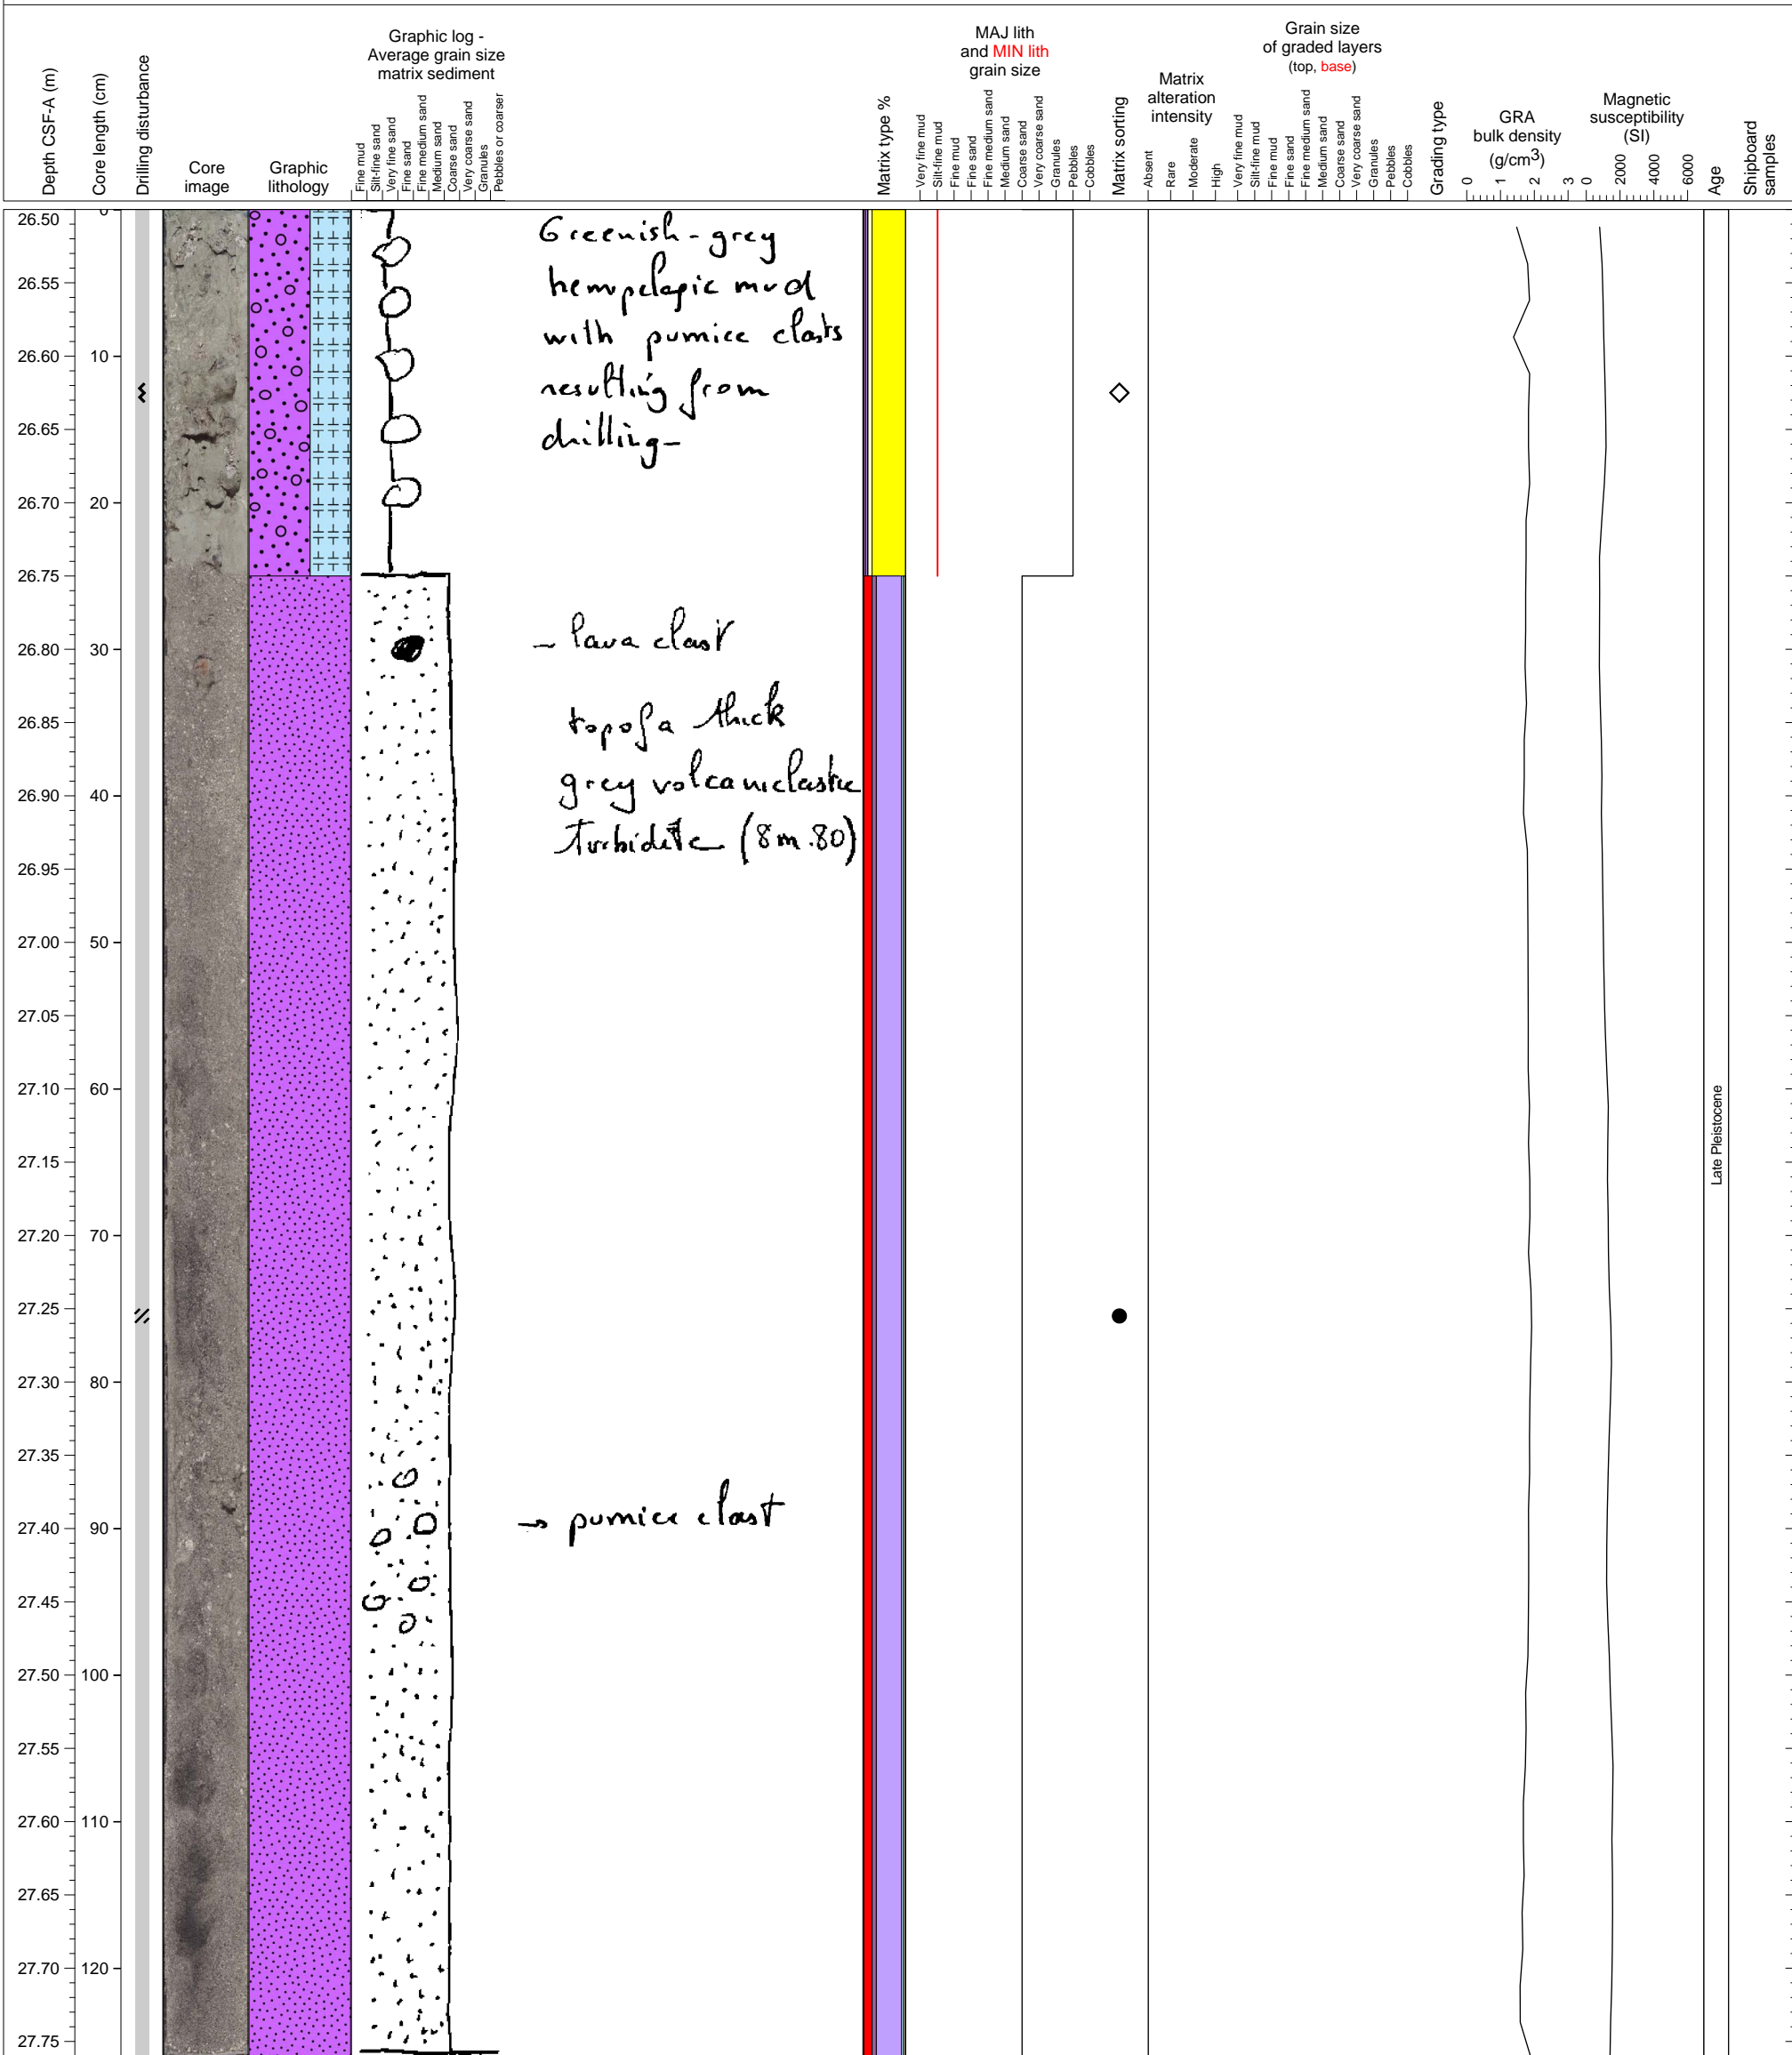 Depth CSF-A (m)
Core length (cm)
Drilling disturbance
Core
image
Graphic
lithology
Graphic log -
Average grain size
matrix sediment
Fine mud
Silt-fine sand
Very fine sand
Fine sand
Fine medium sand
Medium sand
Coarse sand
Very coarse sand
Granules
Pebbles or coarser
Matrix type %
MAJ lith
and MIN lith
grain size
Very fine mud
Silt-fine mud
Fine mud
Fine sand
Fine medium sand
Medium sand
Coarse sand
Very coarse sand
Granules
Pebbles
Cobbles
Matrix sorting
Matrix
alteration
intensity
Absent
Rare
Moderate
High
Grain size
of graded layers
(top, base)
Very fine mud
Silt-fine mud
Fine mud
Fine sand
Fine medium sand
Medium sand
Coarse sand
Very coarse sand
Granules
Pebbles
Cobbles
Grading type
GRA
bulk density
(g/cm3)
0 1 2 3
Magnetic
susceptibility
(SI)
0 2000 4000 6000
Age
Shipboard
samples
26.50 0
26.55
26.60 10
26.65
26.70 20
26.75
26.80 30
26.85
26.90 40
26.95
27.00 50
27.05
27.10 60
27.15
27.20 70
27.25
27.30 80
27.35
27.40 90
27.45
27.50 100
27.55
27.60 110
27.65
27.70 120
27.75
Greenish-grey
hemipelagic mud
with pumice clasts
resulting from
drilling-
- lava clast
top of a thick
grey volcaniclastic
turbidite (8m.80)
→ pumice clast
Late Pleistocene